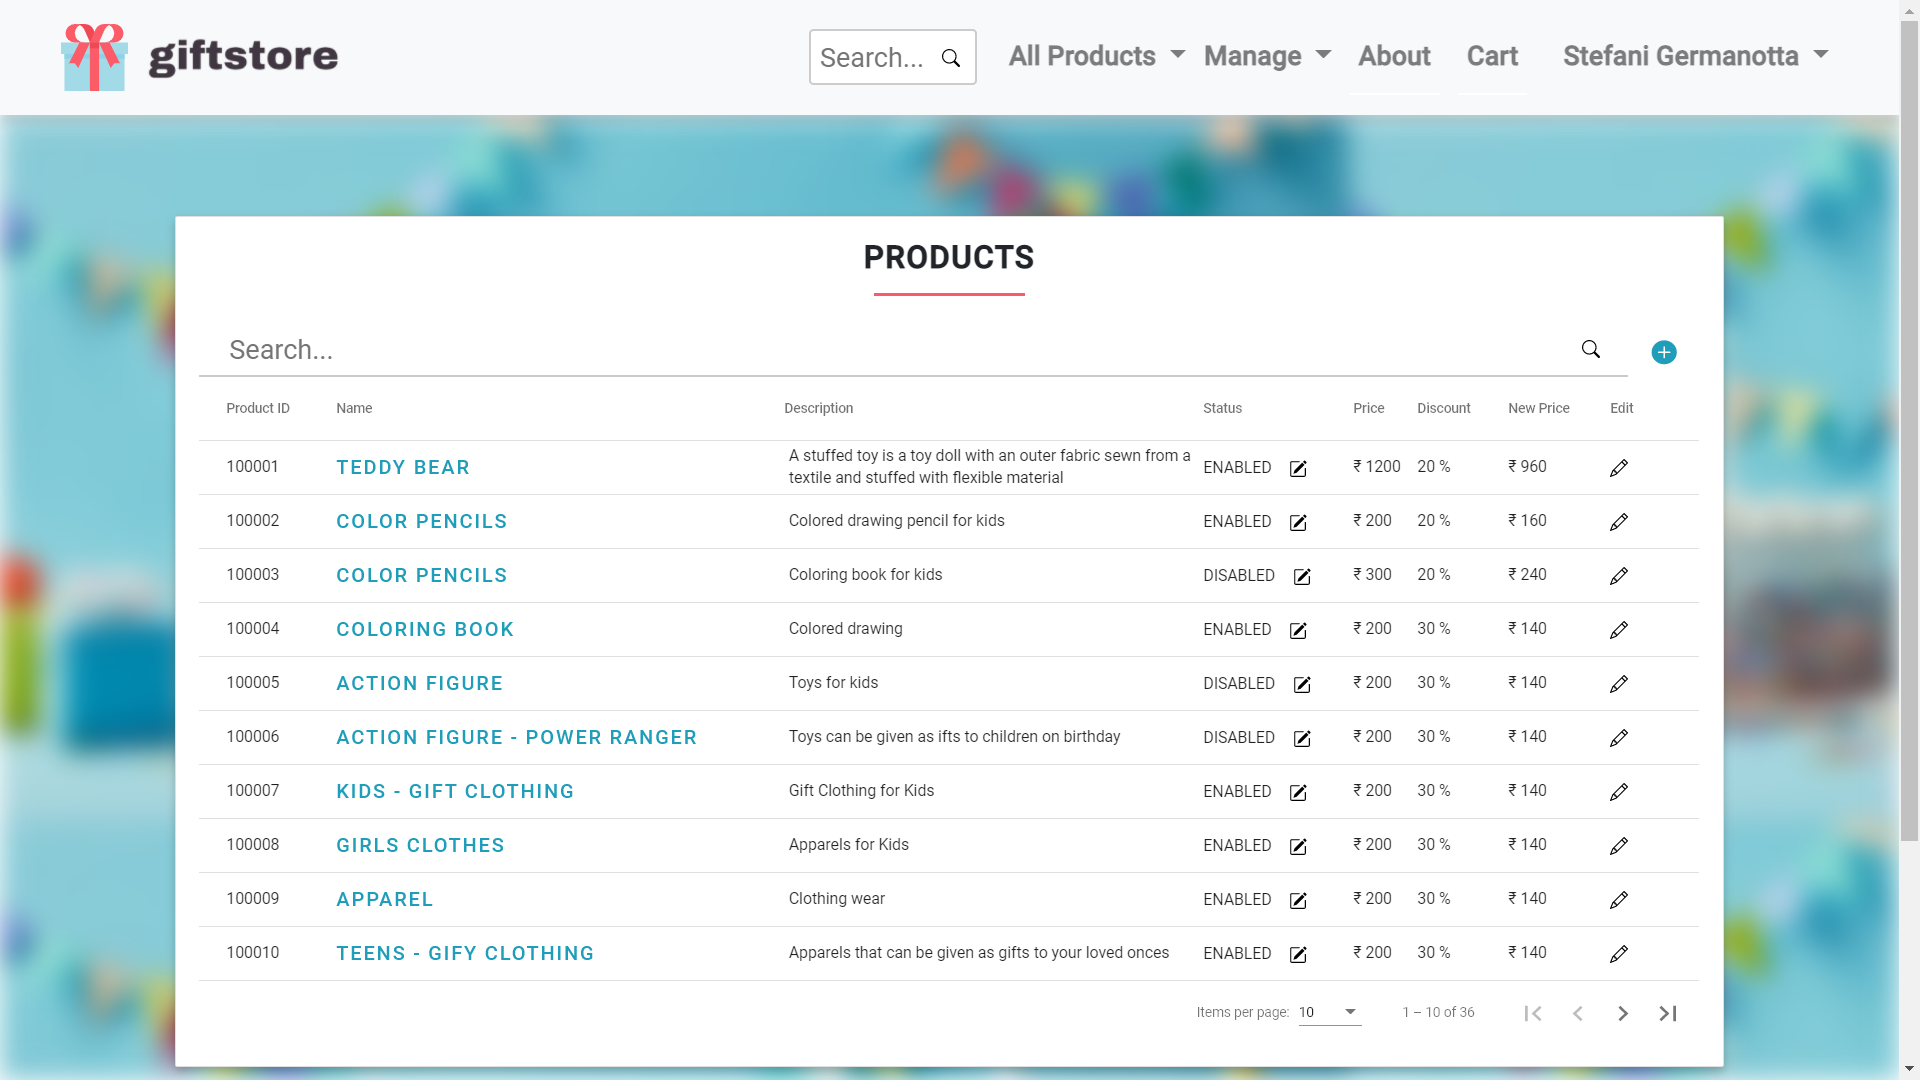 giftstore
Search...
All Products
Manage
About
Cart
Stefani Germanotta
PRODUCTS
Search...
Product ID Name Description Status Price Discount New Price Edit
100001 TEDDY BEAR A stuffed toy is a toy doll with an outer fabric sewn from a textile and stuffed with flexible material ENABLED ₹ 1200 20 % ₹ 960
100002 COLOR PENCILS Colored drawing pencil for kids ENABLED ₹ 200 20 % ₹ 160
100003 COLOR PENCILS Coloring book for kids DISABLED ₹ 300 20 % ₹ 240
100004 COLORING BOOK Colored drawing ENABLED ₹ 200 30 % ₹ 140
100005 ACTION FIGURE Toys for kids DISABLED ₹ 200 30 % ₹ 140
100006 ACTION FIGURE - POWER RANGER Toys can be given as ifts to children on birthday DISABLED ₹ 200 30 % ₹ 140
100007 KIDS - GIFT CLOTHING Gift Clothing for Kids ENABLED ₹ 200 30 % ₹ 140
100008 GIRLS CLOTHES Apparels for Kids ENABLED ₹ 200 30 % ₹ 140
100009 APPAREL Clothing wear ENABLED ₹ 200 30 % ₹ 140
100010 TEENS - GIFY CLOTHING Apparels that can be given as gifts to your loved onces ENABLED ₹ 200 30 % ₹ 140
Items per page: 10 1 – 10 of 36